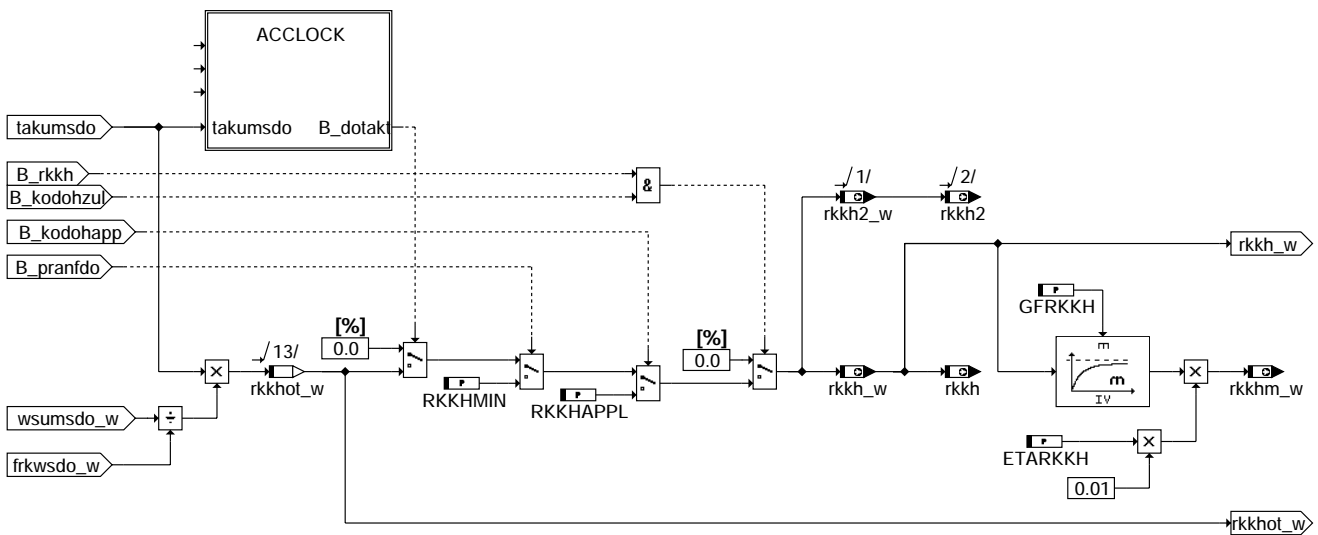 ACCLOCK
takumsdo
takumsdo B_dotakt
B_rkkh
B_kodohzul
&
/1/
/2/
rkkh2_w
rkkh2
B_kodohapp
rkkh_w
B_pranfdo
P
GFRKKH
[%]
0.0
[%]
0.0
/13/
rkkhot_w
P
RKKHMIN
P
RKKHAPPL
rkkh_w
rkkh
m
m
IV
rkkhm_w
wsumsdo_w
frkwsdo_w
P
ETARKKH
0.01
rkkhot_w